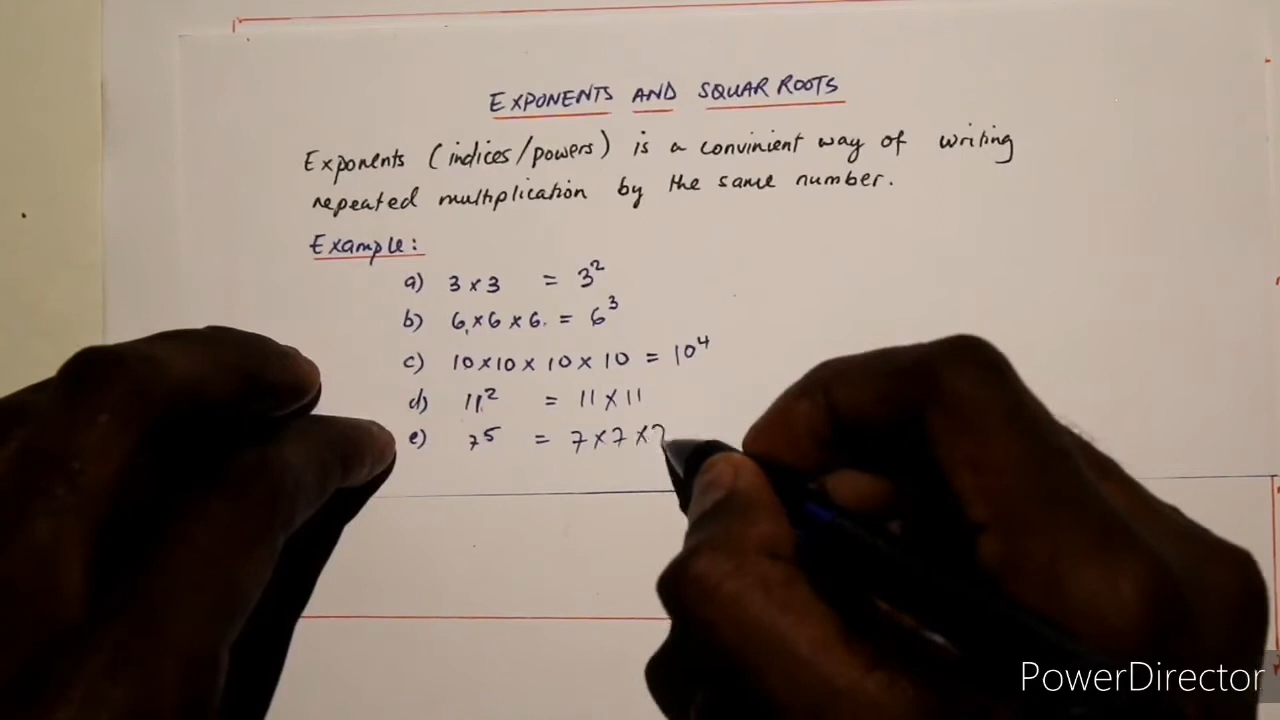 EXPONENTS AND SQUAR ROOTS
Exponents (indices/powers) is a convinient way of writing
repeated multiplication by the same number.
Example:
a) 3 × 3 = 3²
b) 6 × 6 × 6 = 6³
c) 10 × 10 × 10 × 10 = 10⁴
d) 11² = 11 × 11
e) 7⁵ = 7 × 7 ×
PowerDirector